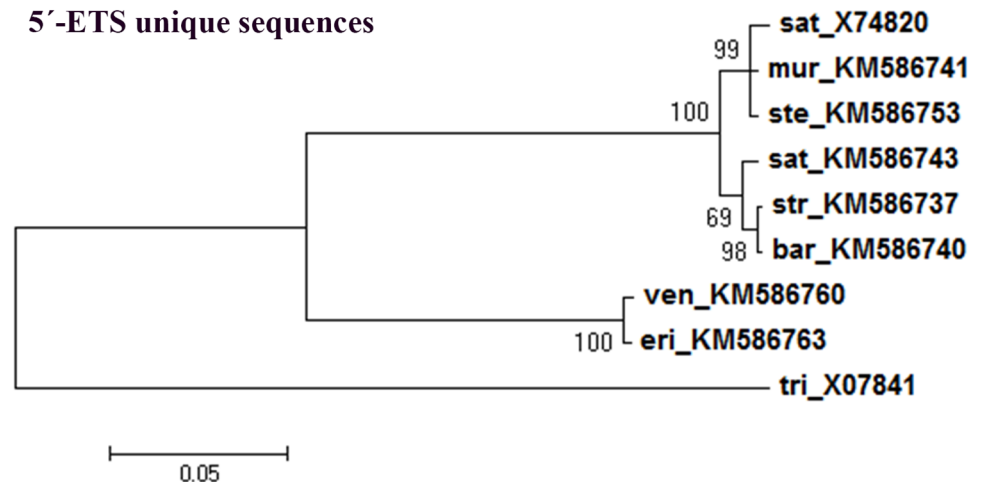 5´-ETS unique sequences
sat_X74820
99
mur_KM586741
100
ste_KM586753
sat_KM586743
str_KM586737
69
98
bar_KM586740
ven_KM586760
100
eri_KM586763
tri_X07841
0.05